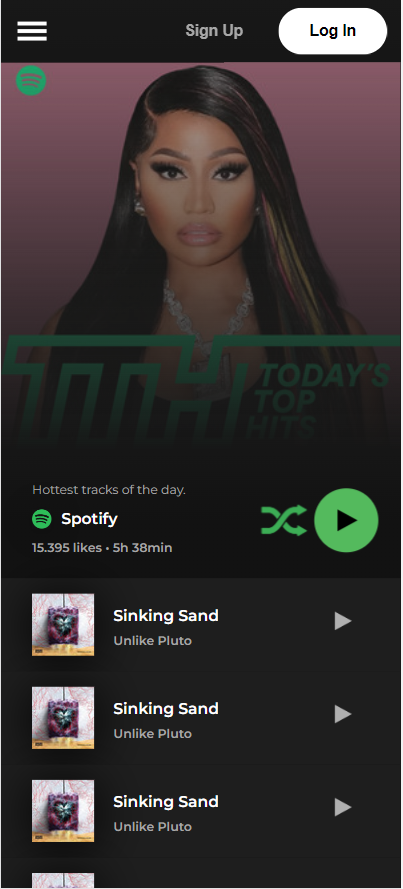 Sign Up
Log In
TTH
TODAY'S
TOP
HITS
Hottest tracks of the day.
Spotify
15.395 likes • 5h 38min
Sinking Sand
Unlike Pluto
Sinking Sand
Unlike Pluto
Sinking Sand
Unlike Pluto